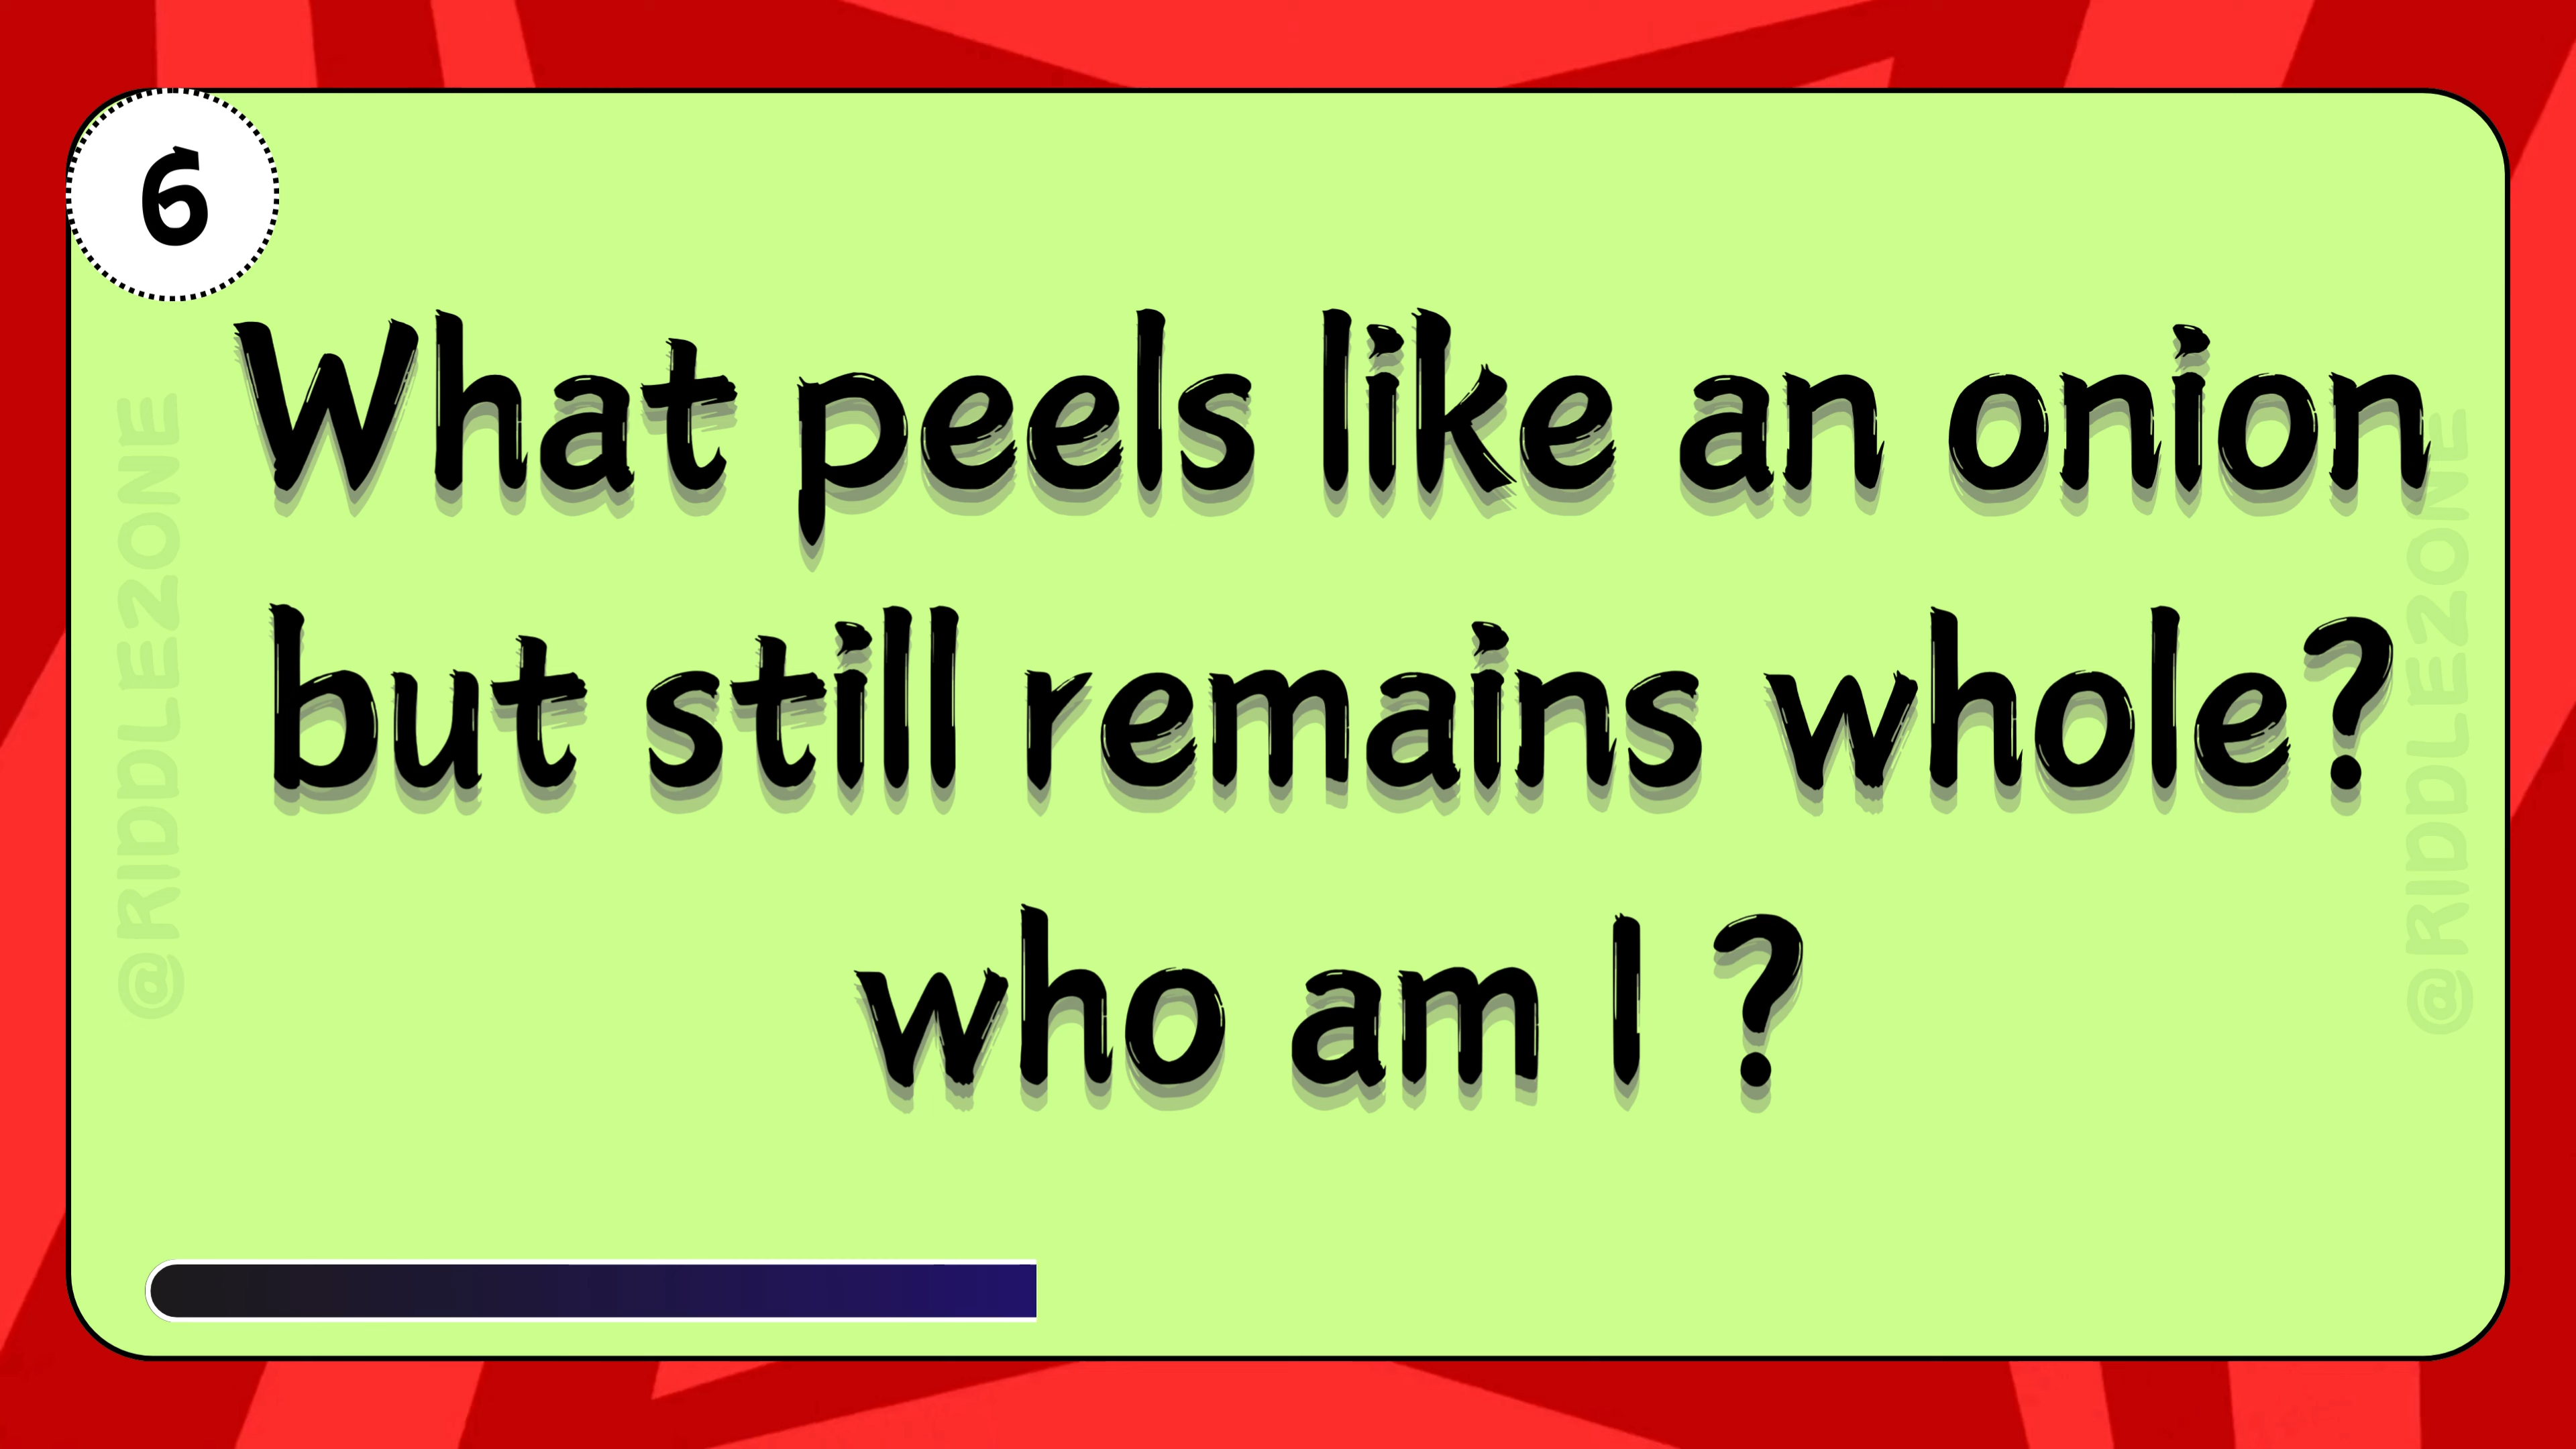 6
What peels like an onion
but still remains whole?
who am I ?
@RIDDLEZONE
@RIDDLEZONE